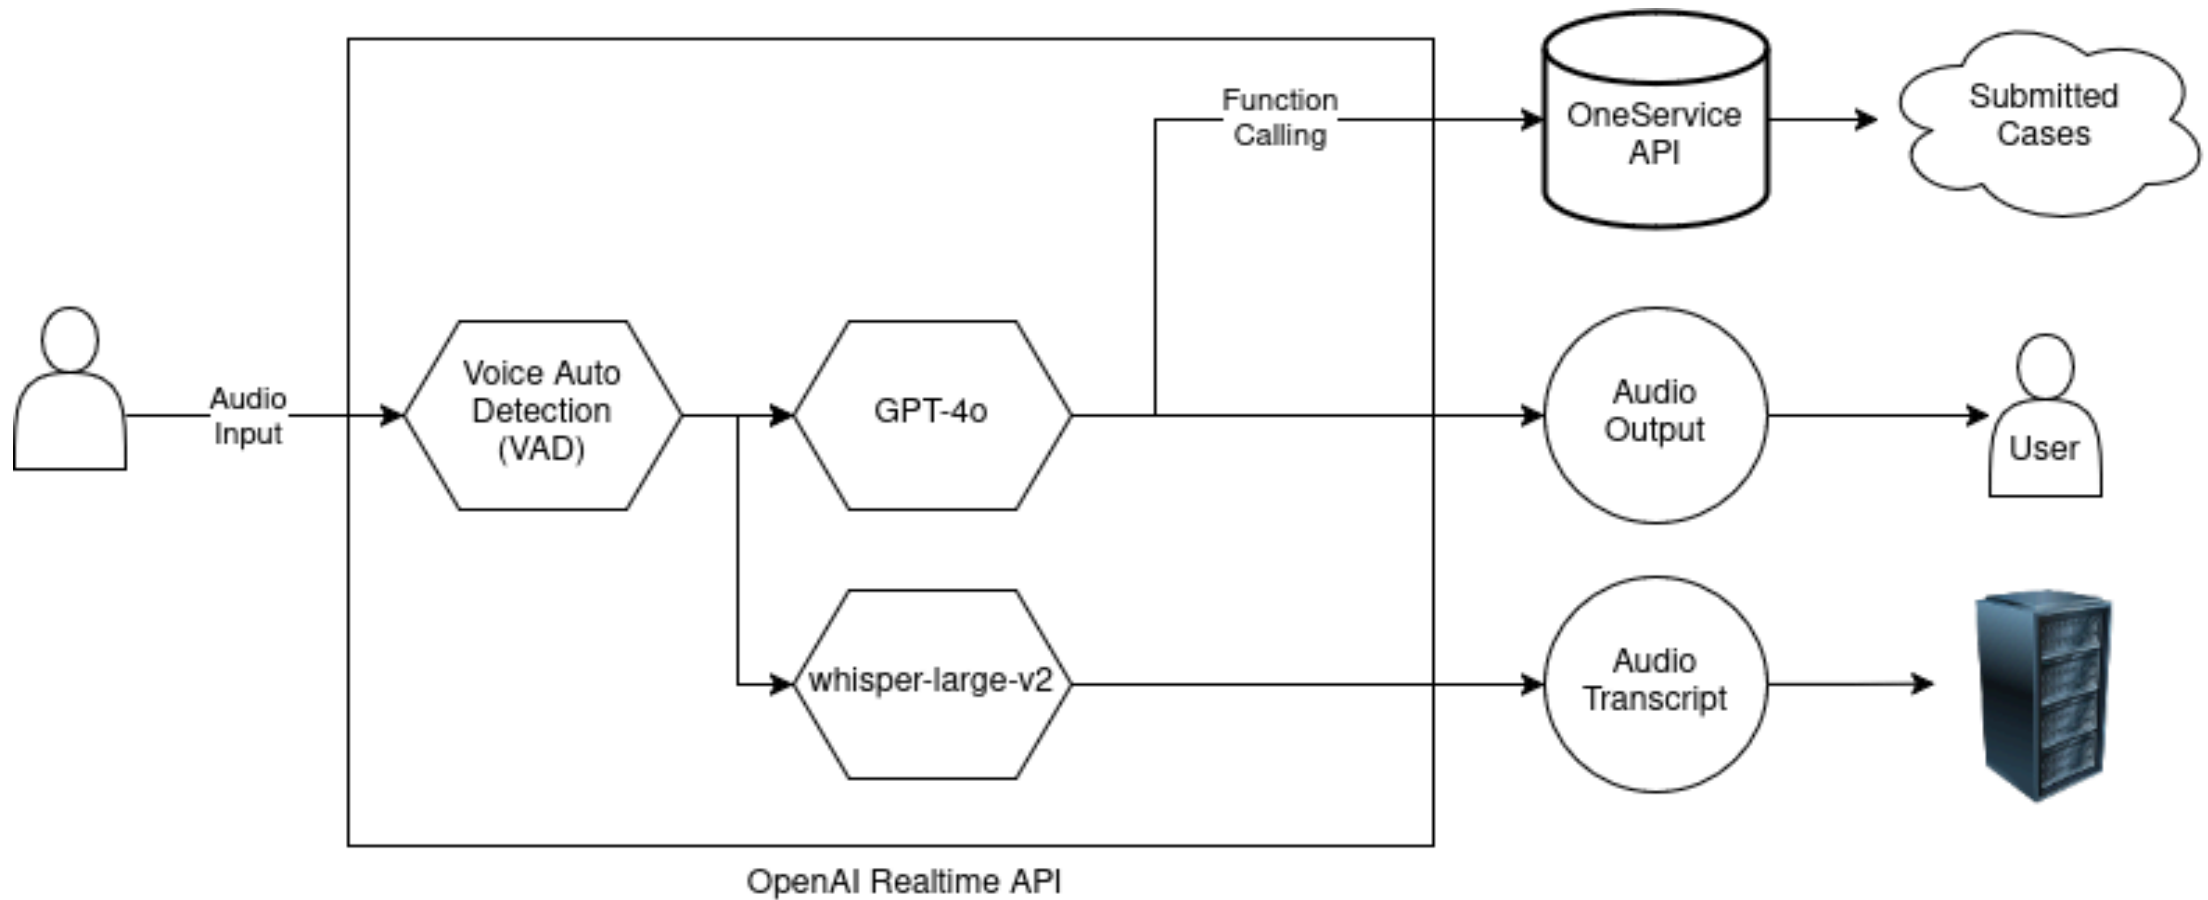 Function
Calling
OneService
API
Submitted
Cases
Audio
Input
Voice Auto
Detection
(VAD)
GPT-4o
Audio
Output
User
whisper-large-v2
Audio
Transcript
OpenAI Realtime API